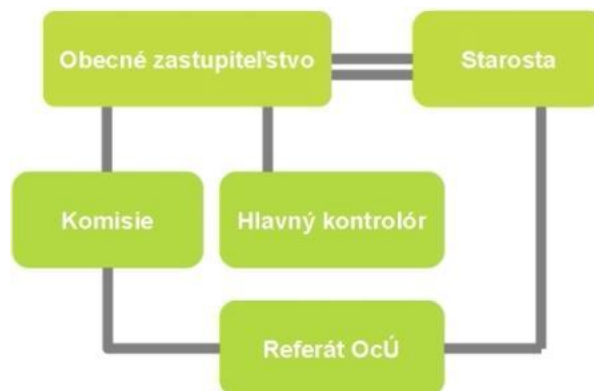 Obecné zastupiteľstvo
Starosta
Komisie
Hlavný kontrolór
Referát OcÚ